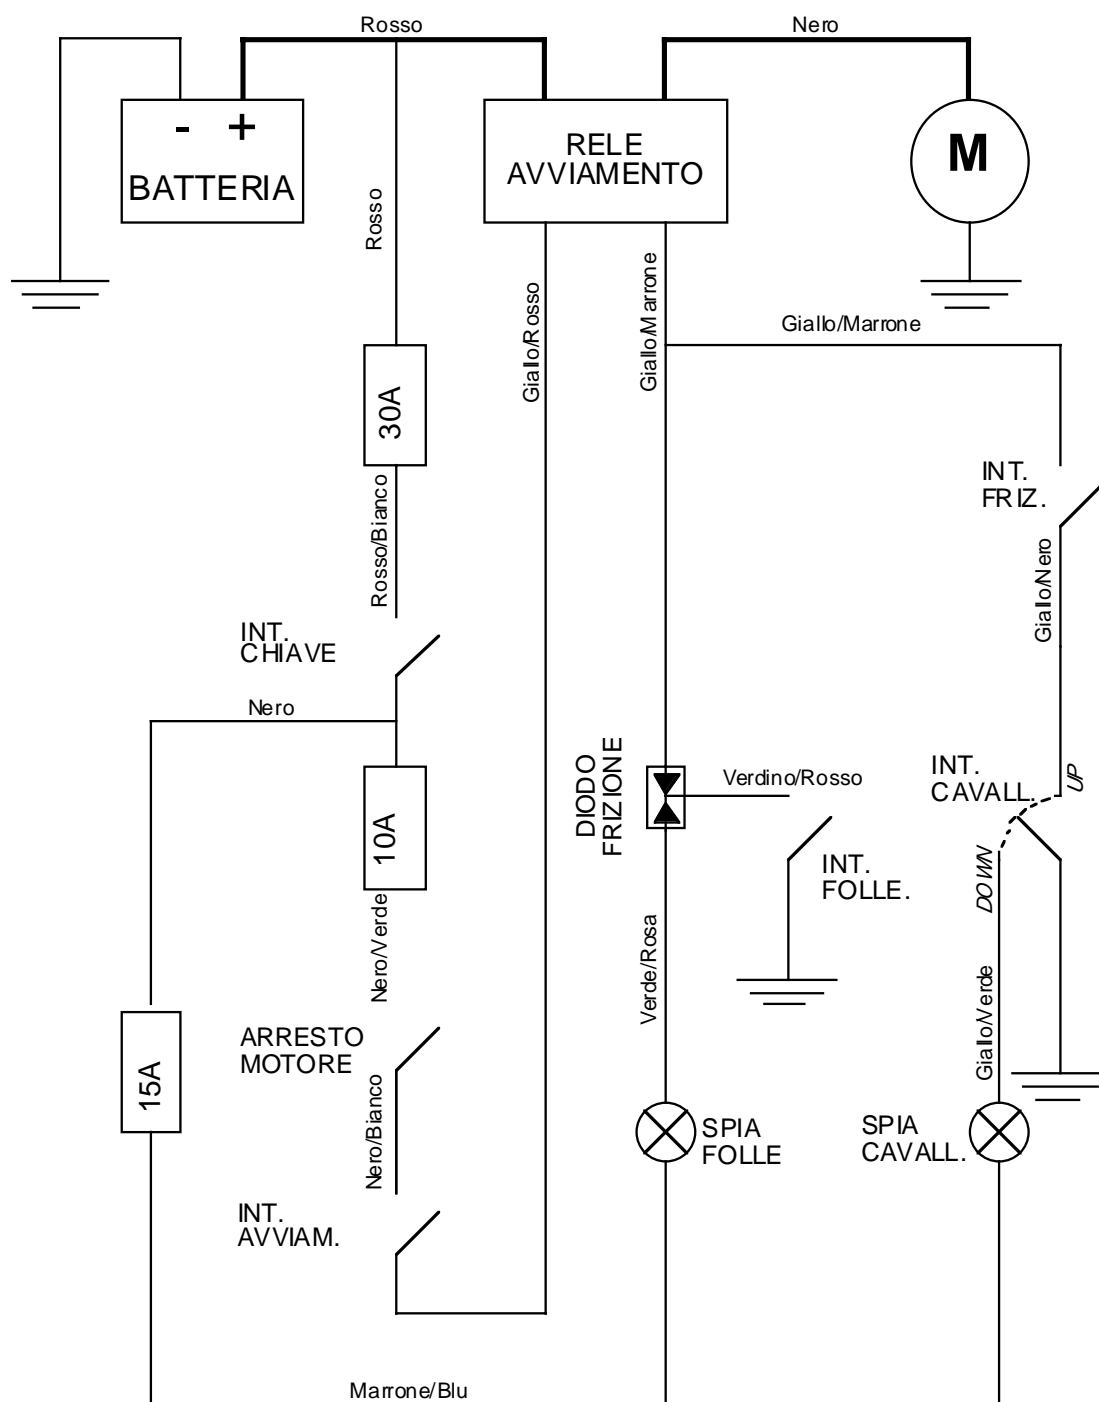 Rosso
Nero
- +
BATTERIA
RELE
AVVIAMENTO
M
Rosso
Giallo/Rosso
Giallo/Marrone
Giallo/Marrone
30A
INT.
FRIZ.
Rosso/Bianco
Giallo/Nero
INT.
CHIAVE
Nero
DIODO
FRIZIONE
Verdino/Rosso
INT.
CAVALL.
UP
10A
INT.
FOLLE.
DOWN
Nero/Verde
Verde/Rosa
Giallo/Verde
ARRESTO
MOTORE
15A
Nero/Bianco
SPIA
FOLLE
SPIA
CAVALL.
INT.
AVVIAM.
Marrone/Blu